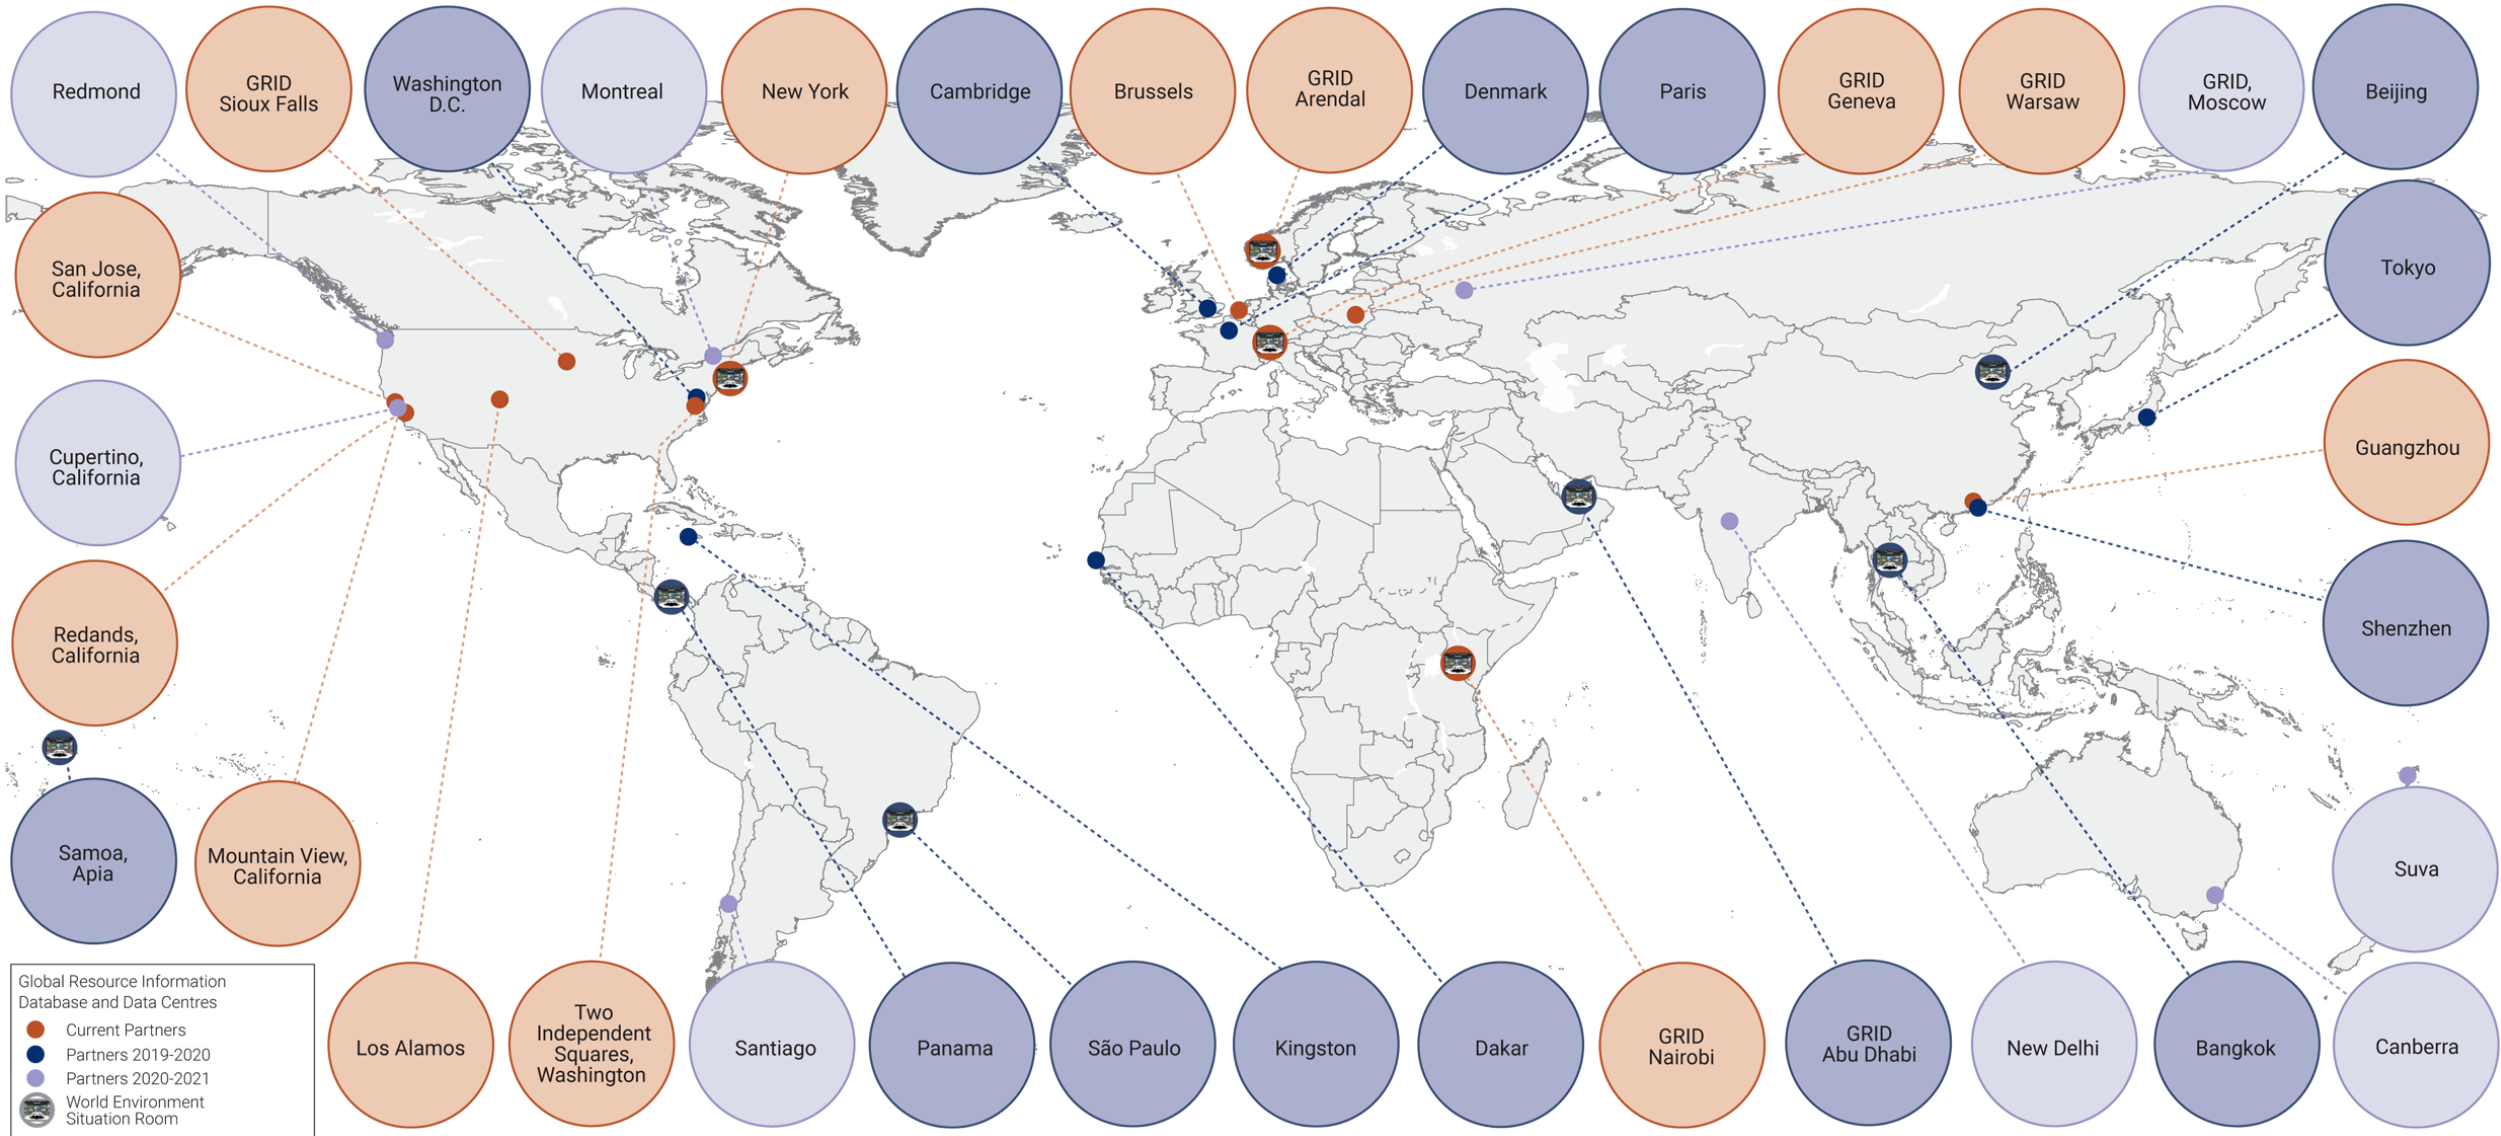 Redmond
GRID
Sioux Falls
Washington
D.C.
Montreal
New York
Cambridge
Brussels
GRID
Arendal
Denmark
Paris
GRID
Geneva
GRID
Warsaw
GRID,
Moscow
Beijing
San Jose,
California
Tokyo
Cupertino,
California
Guangzhou
Redands,
California
Shenzhen
Samoa,
Apia
Mountain View,
California
Suva
Los Alamos
Two
Independent
Squares,
Washington
Santiago
Panama
São Paulo
Kingston
Dakar
GRID
Nairobi
GRID
Abu Dhabi
New Delhi
Bangkok
Canberra
Global Resource Information
Database and Data Centres
Current Partners
Partners 2019-2020
Partners 2020-2021
World Environment
Situation Room